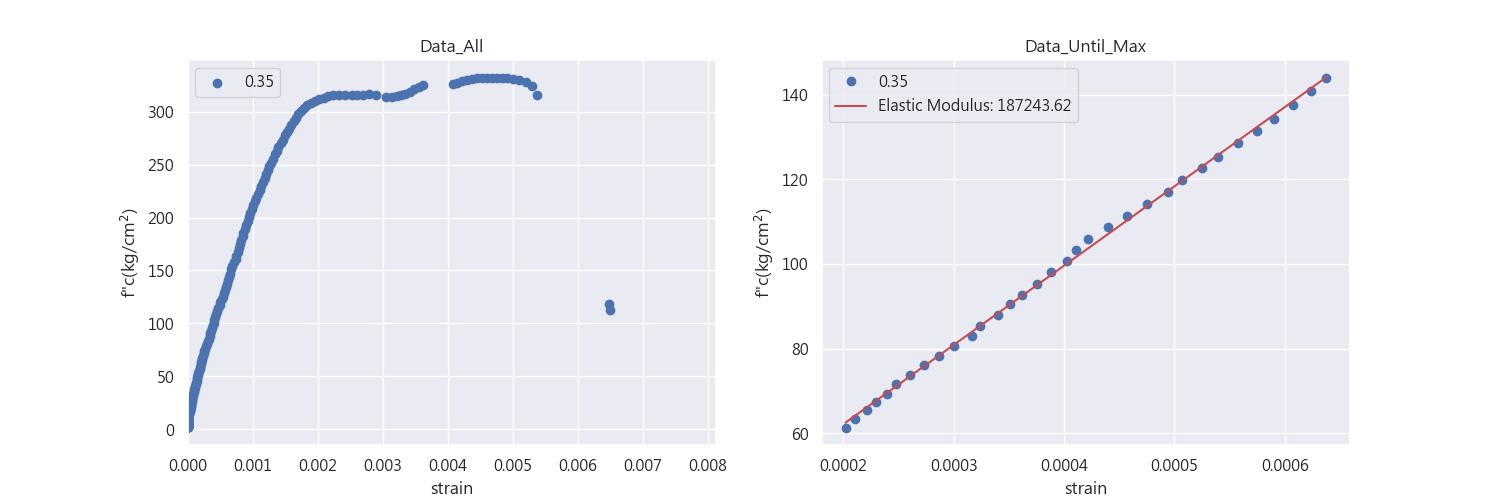 Data_All
0.35
300
250
200
150
100
50
0
f"c(kg/cm²)
0.000 0.001 0.002 0.003 0.004 0.005 0.006 0.007 0.008
strain
Data_Until_Max
0.35
Elastic Modulus: 187243.62
140
120
100
80
60
f"c(kg/cm²)
0.0002 0.0003 0.0004 0.0005 0.0006
strain